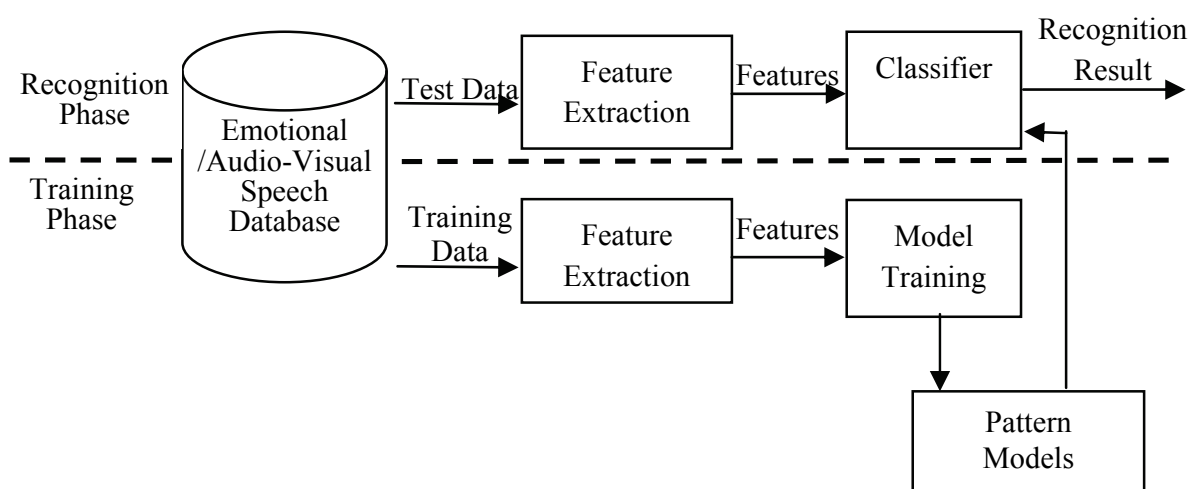 Recognition
Phase
Emotional
/Audio-Visual
Speech
Database
Test Data
Feature
Extraction
Features
Classifier
Recognition
Result
Training
Phase
Training
Data
Feature
Extraction
Features
Model
Training
Pattern
Models